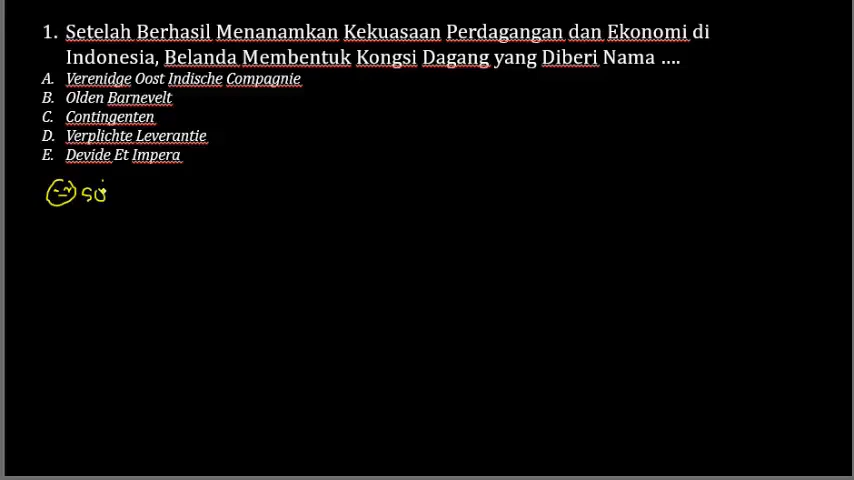 1. Setelah Berhasil Menanamkan Kekuasaan Perdagangan dan Ekonomi di
Indonesia, Belanda Membentuk Kongsi Dagang yang Diberi Nama ....
A. Verenidge Oost Indische Compagnie
B. Olden Barnevelt
C. Contingenten
D. Verplichte Leverantie
E. Devide Et Impera